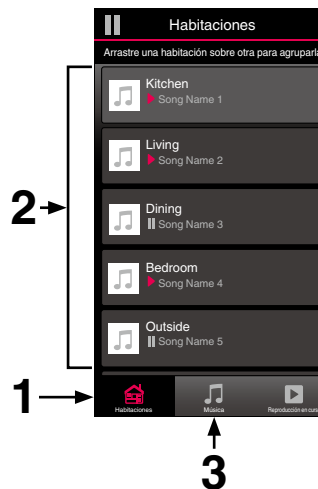 Habitaciones
Arrastre una habitación sobre otra para agruparla
Kitchen
Song Name 1
Living
Song Name 2
2
Dining
Song Name 3
Bedroom
Song Name 4
Outside
Song Name 5
1
Habitaciones
Música
Reproducción en curs
3